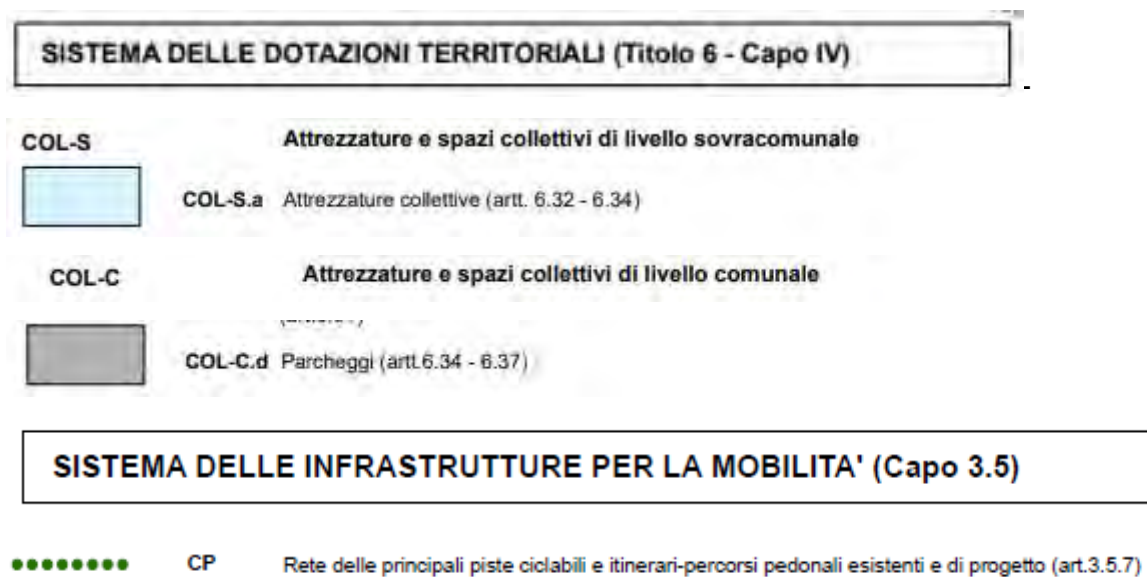 SISTEMA DELLE DOTAZIONI TERRITORIALI (Titolo 6 - Capo IV)
COL-S Attrezzature e spazi collettivi di livello sovracomunale
COL-S.a Attrezzature collettive (artt. 6.32 - 6.34)
COL-C Attrezzature e spazi collettivi di livello comunale
COL-C.d Parcheggi (artt.6.34 - 6.37)
SISTEMA DELLE INFRASTRUTTURE PER LA MOBILITA' (Capo 3.5)
CP Rete delle principali piste ciclabili e itinerari-percorsi pedonali esistenti e di progetto (art.3.5.7)